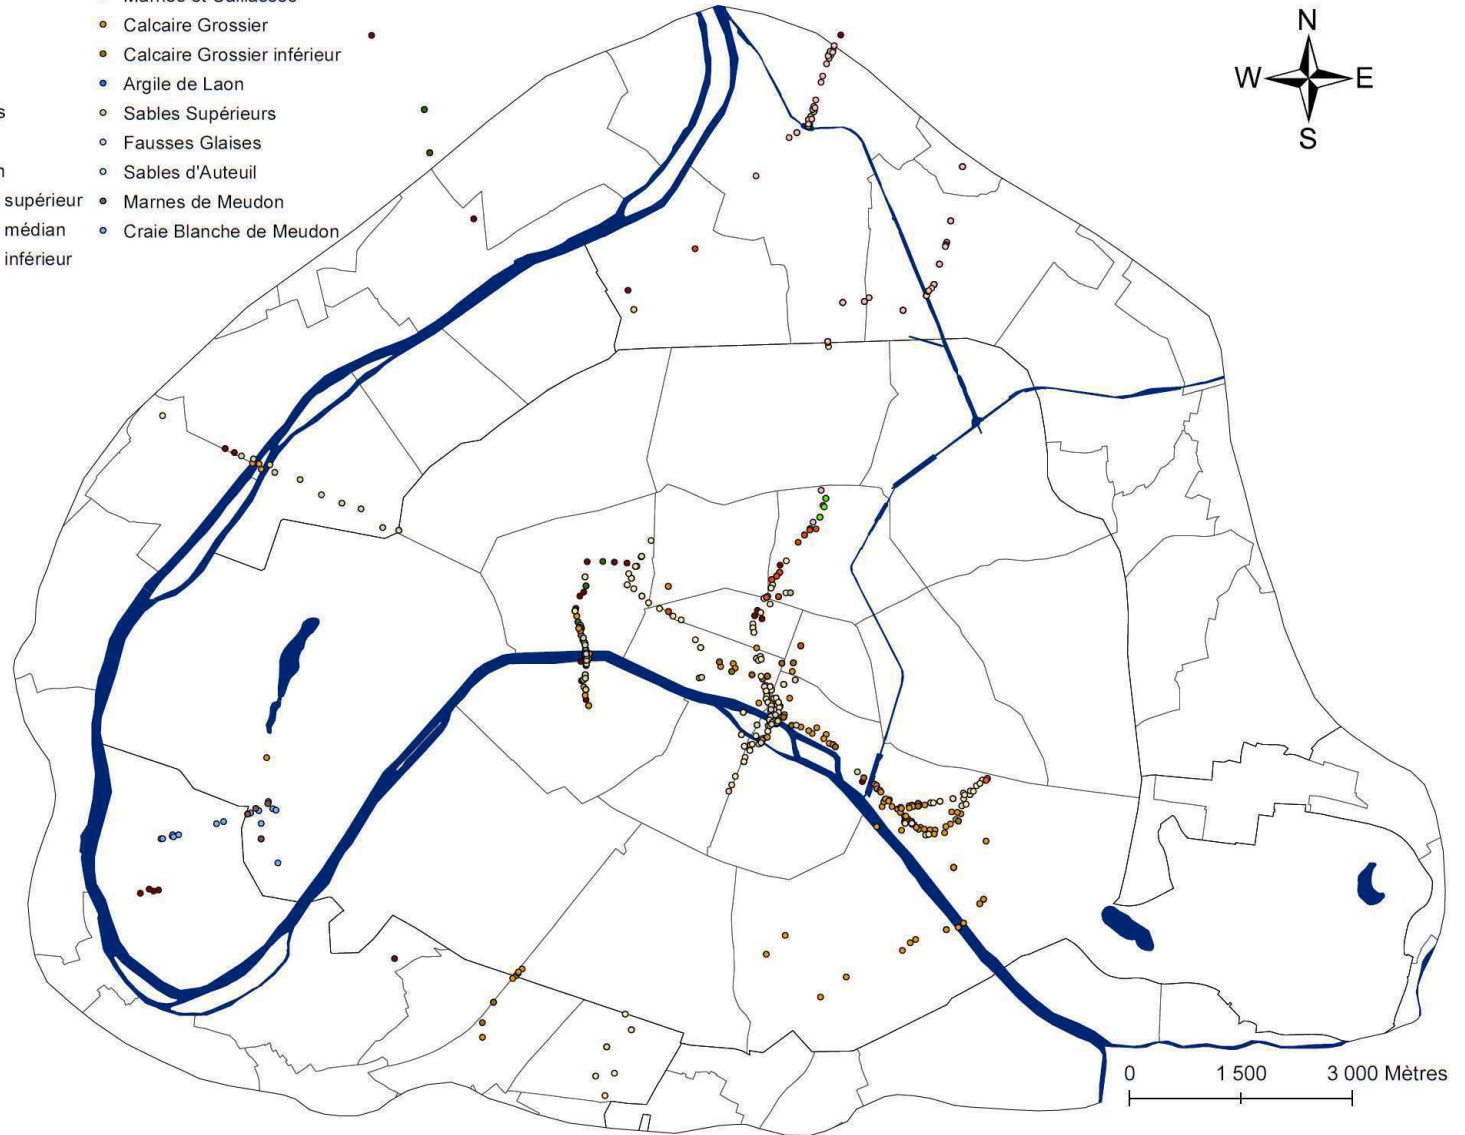 Calcaire Grossier
Calcaire Grossier inférieur
Argile de Laon
Sables Supérieurs
Fausses Glaises
Sables d'Auteuil
supérieur
Marnes de Meudon
médian
Craie Blanche de Meudon
inférieur
N
W
E
S
0
1 500
3 000 Mètres